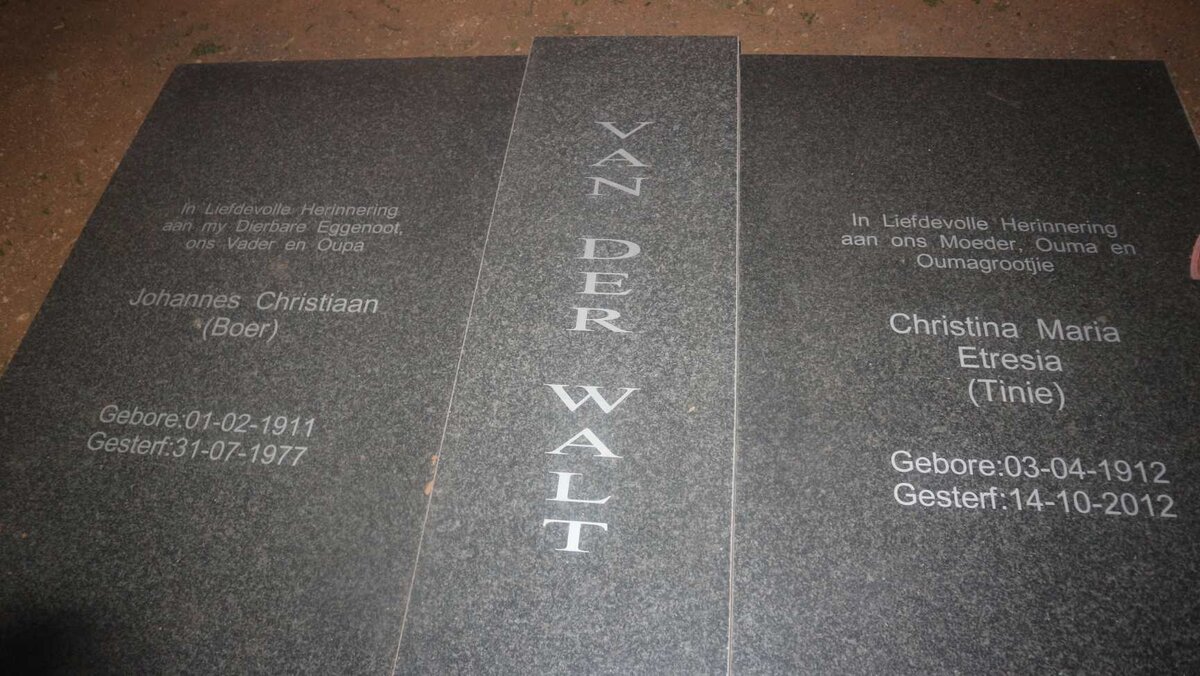 In Liefdevolle Herinnering
aan my Dierbare Eggenoot,
ons Vader en Oupa
Johannes Christiaan
(Boer)
Gebore:01-02-1911
Gesterf:31-07-1977
VAN
DER
WALT
In Liefdevolle Herinnering
aan ons Moeder, Ouma en
Oumagrootjie
Christina Maria
Etresia
(Tinie)
Gebore:03-04-1912
Gesterf:14-10-2012